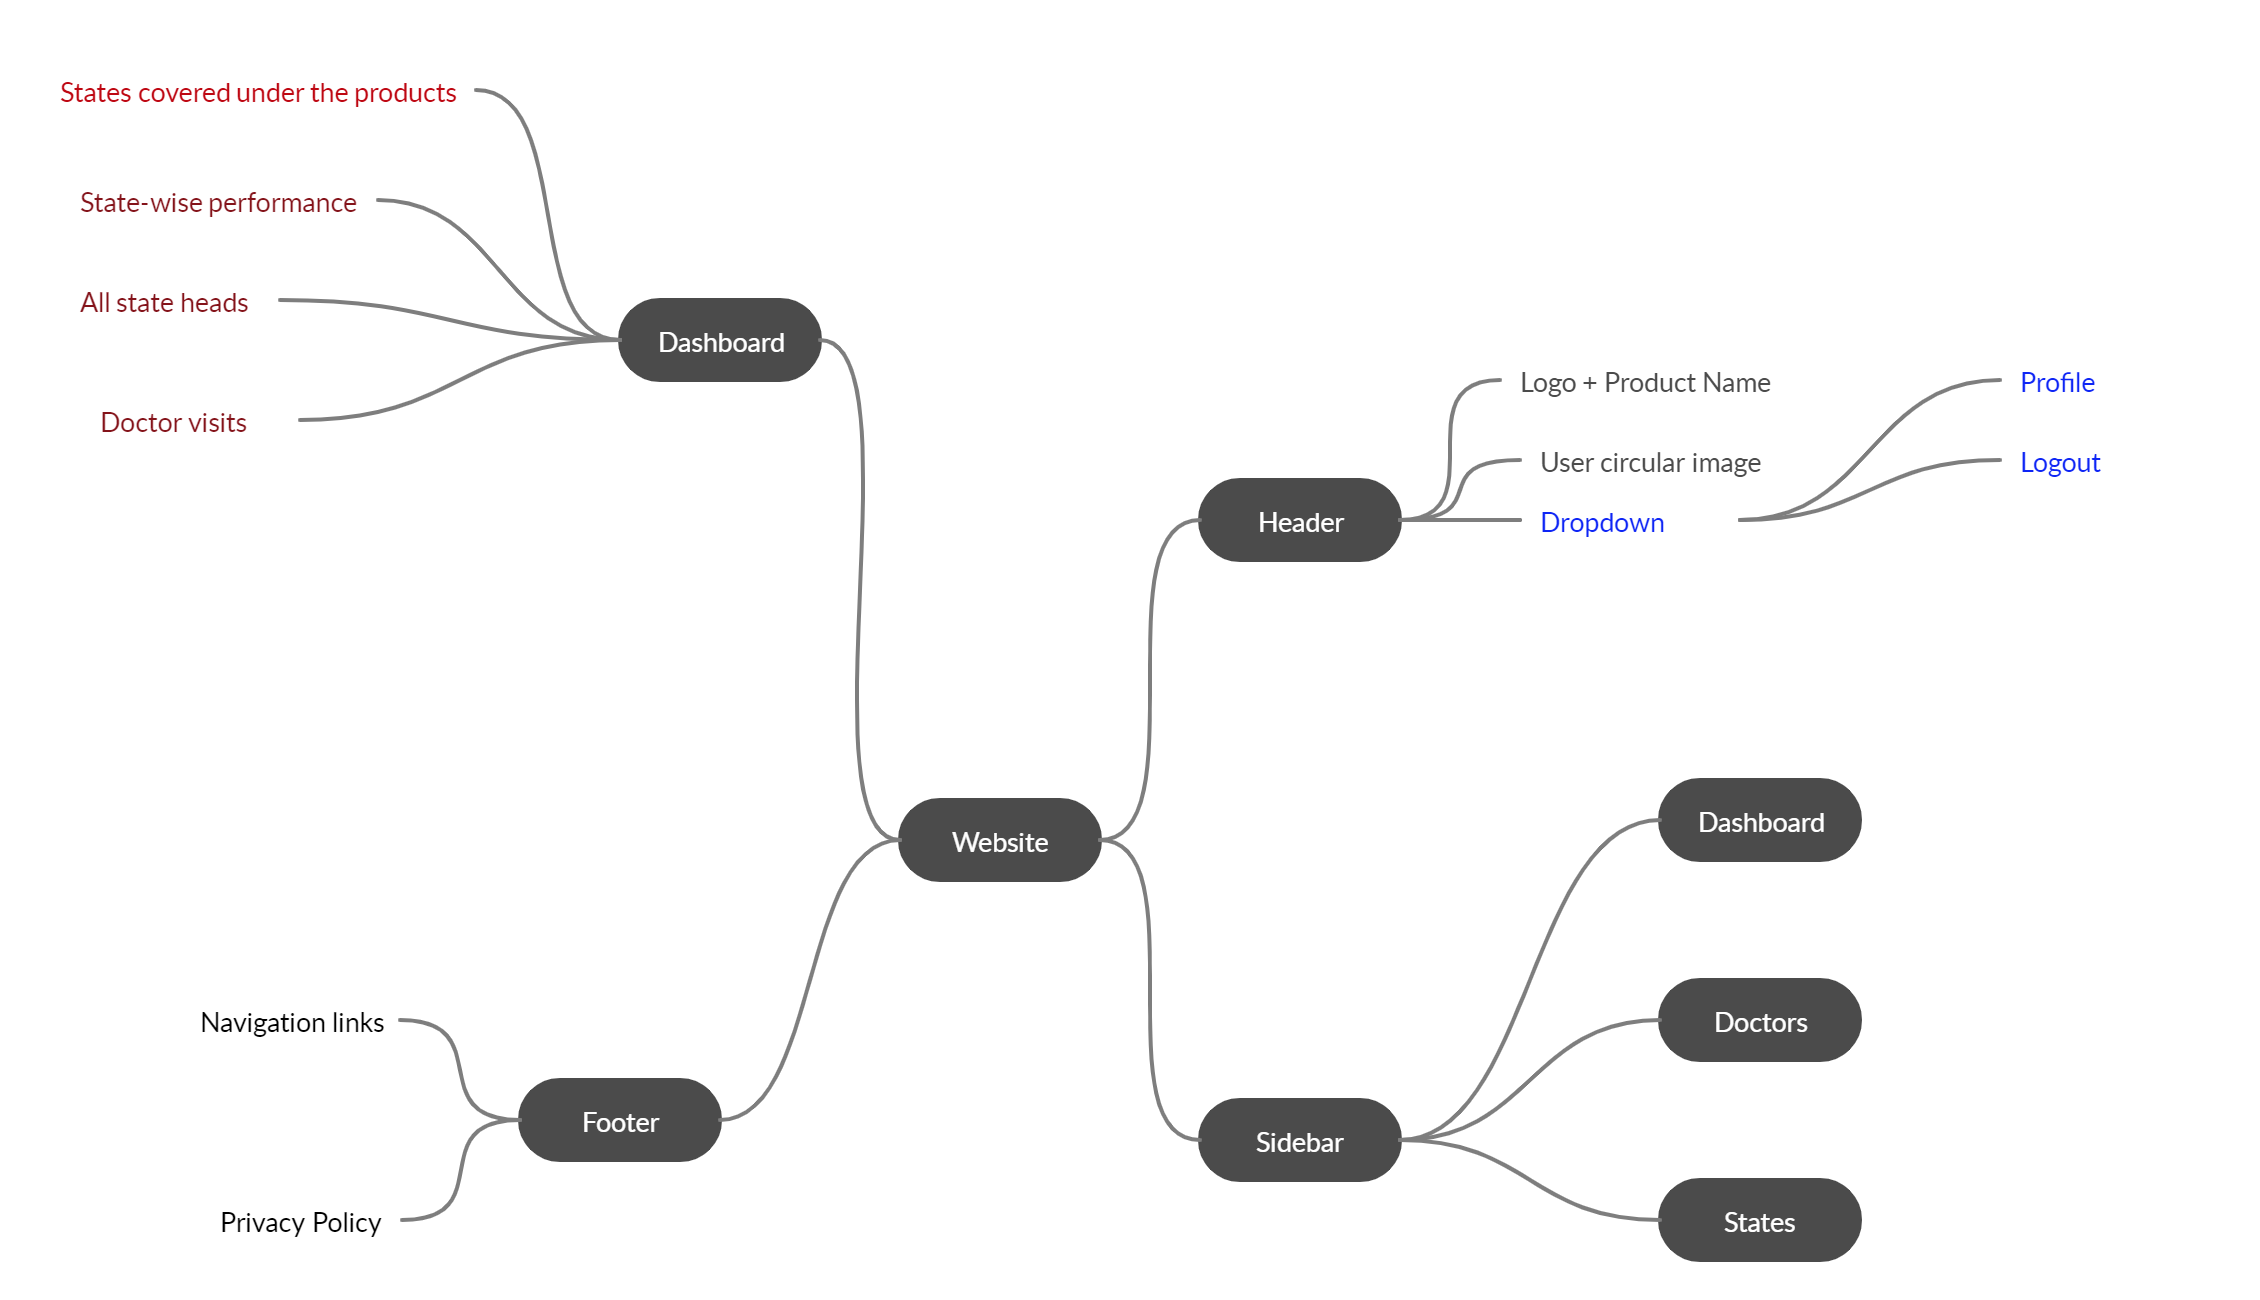 States covered under the products
State-wise performance
All state heads
Doctor visits
Dashboard
Logo + Product Name
User circular image
Dropdown
Profile
Logout
Header
Website
Dashboard
Doctors
States
Sidebar
Navigation links
Footer
Privacy Policy